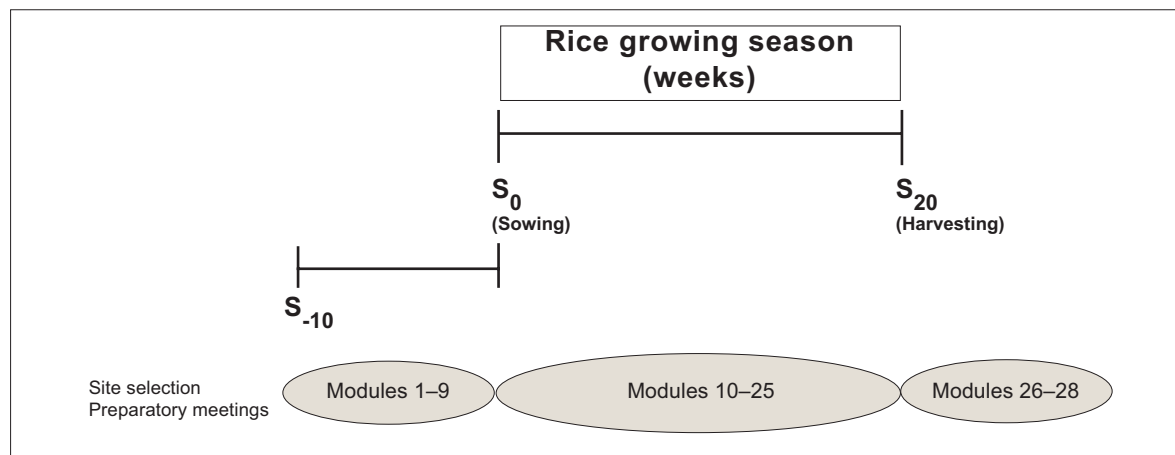 Rice growing season
(weeks)
S0
(Sowing)
S20
(Harvesting)
S-10
Site selection
Preparatory meetings
Modules 1–9
Modules 10–25
Modules 26–28